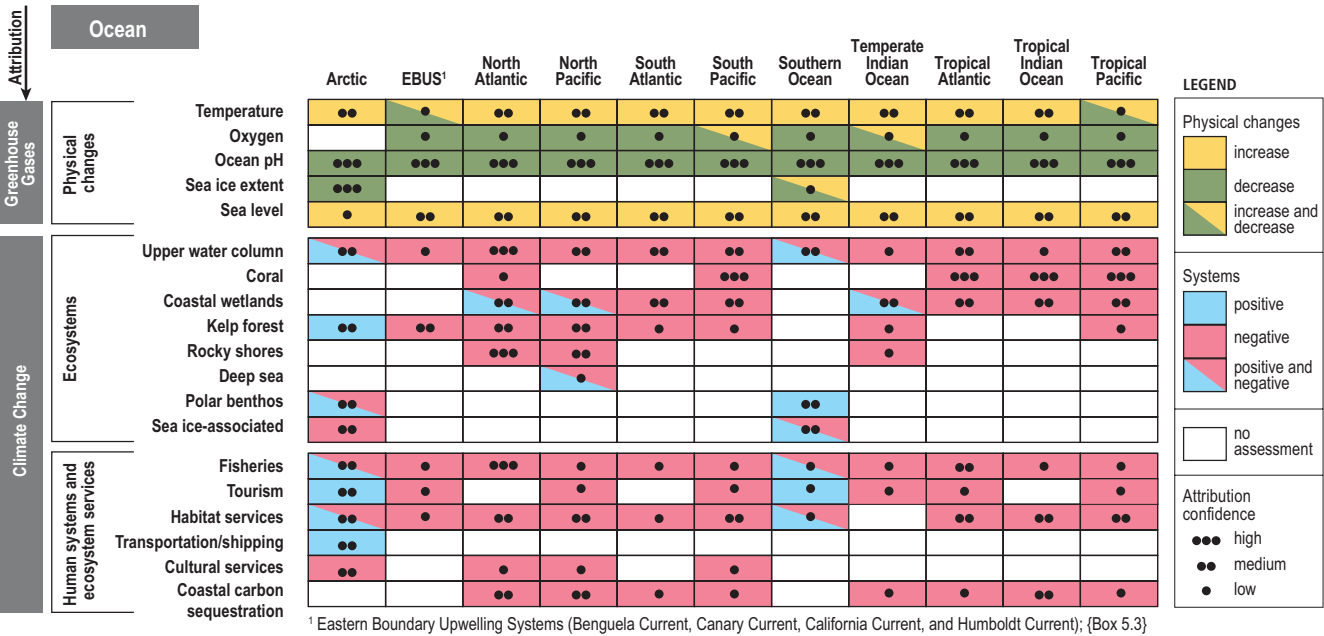 Attribution
Ocean
Arctic
EBUS¹
North
Atlantic
North
Pacific
South
Atlantic
South
Pacific
Southern
Ocean
Temperate
Indian
Ocean
Tropical
Atlantic
Tropical
Indian
Ocean
Tropical
Pacific
Greenhouse
Gases
Physical
changes
Temperature
Oxygen
Ocean pH
Sea ice extent
Sea level
Climate Change
Ecosystems
Upper water column
Coral
Coastal wetlands
Kelp forest
Rocky shores
Deep sea
Polar benthos
Sea ice-associated
Human systems and
ecosystem services
Fisheries
Tourism
Habitat services
Transportation/shipping
Cultural services
Coastal carbon
sequestration
LEGEND
Physical changes
increase
decrease
increase and
decrease
Systems
positive
negative
positive and
negative
no
assessment
Attribution
confidence
high
medium
low
¹ Eastern Boundary Upwelling Systems (Benguela Current, Canary Current, California Current, and Humboldt Current); {Box 5.3}